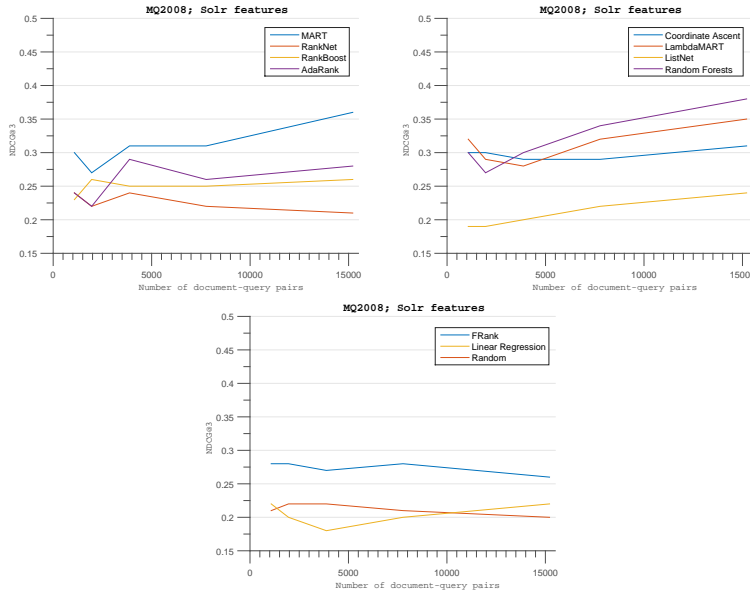 MQ2008; Solr features
0.5
0.45
0.4
0.35
0.3
0.25
0.2
0.15
NDCG@3
MART
RankNet
RankBoost
AdaRank
0 5000 10000 15000
Number of document-query pairs
MQ2008; Solr features
0.5
0.45
0.4
0.35
0.3
0.25
0.2
0.15
NDCG@3
Coordinate Ascent
LambdaMART
ListNet
Random Forests
0 5000 10000 15000
Number of document-query pairs
MQ2008; Solr features
0.5
0.45
0.4
0.35
0.3
0.25
0.2
0.15
NDCG@3
FRank
Linear Regression
Random
0 5000 10000 15000
Number of document-query pairs